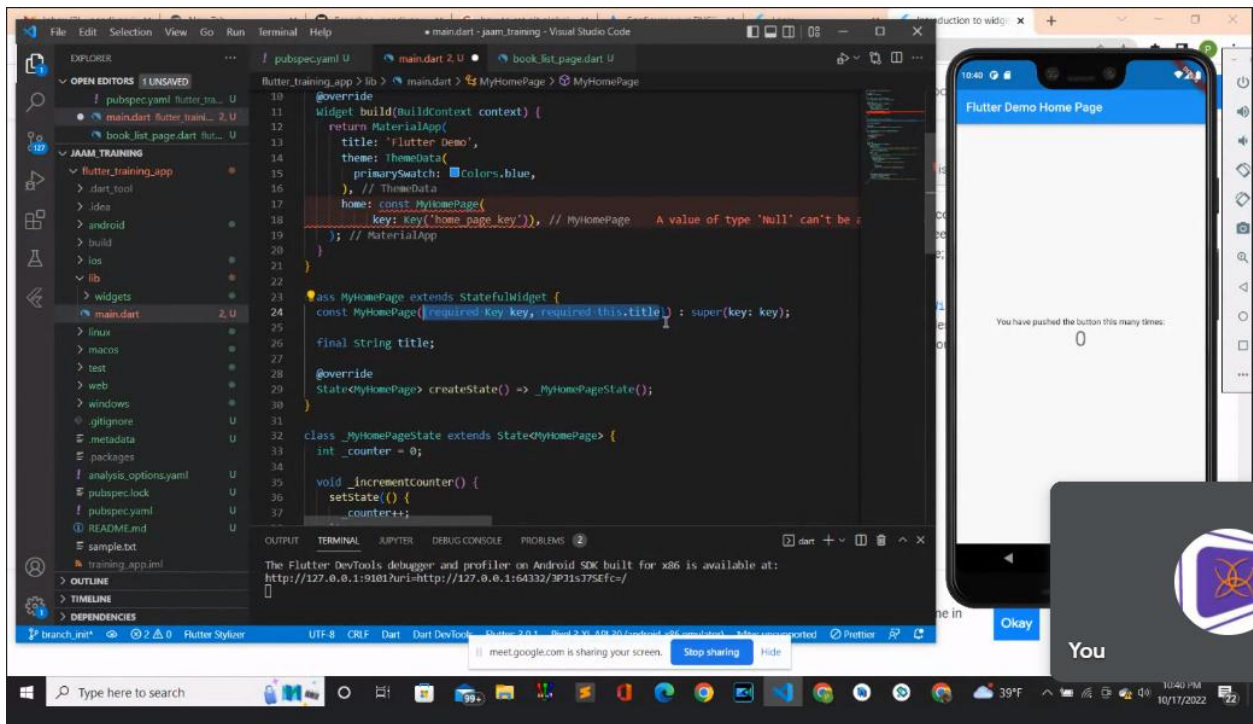 duction to widge × +
File Edit Selection View Go Run Terminal Help
• main.dart - jaam_training - Visual Studio Code
EXPLORER
OPEN EDITORS 1 UNSAVED
! pubspec.yaml flutter_tra... U
• main.dart flutter_traini... 2, U
book_list_page.dart flut... U
JAAM_TRAINING
flutter_training_app
> .dart_tool
> .idea
> android
> build
> ios
lib
> widgets
main.dart 2, U
> linux
> macos
> test
> web
> windows
.gitignore U
.metadata U
.packages
! analysis_options.yaml U
pubspec.lock U
! pubspec.yaml U
README.md U
sample.txt
training_app.iml
> OUTLINE
> TIMELINE
> DEPENDENCIES
127
! pubspec.yaml U main.dart 2, U • book_list_page.dart U
flutter_training_app > lib > main.dart > MyHomePage > MyHomePage
10 @override
11 Widget build(BuildContext context) {
12 return MaterialApp(
13 title: 'Flutter Demo',
14 theme: ThemeData(
15 primarySwatch: Colors.blue,
16 ), // ThemeData
17 home: const MyHomePage(
18 key: Key('home_page_key')), // MyHomePage A value of type 'Null' can't be a
19 ); // MaterialApp
20 }
21 }
22
23 ass MyHomePage extends StatefulWidget {
24 const MyHomePage({required Key key, required this.title}) : super(key: key);
25
26 final String title;
27
28 @override
29 State<MyHomePage> createState() => _MyHomePageState();
30 }
31
32 class _MyHomePageState extends State<MyHomePage> {
33 int _counter = 0;
34
35 void _incrementCounter() {
36 setState(() {
37 _counter++;
OUTPUT TERMINAL JUPYTER DEBUG CONSOLE PROBLEMS 2
dart
The Flutter DevTools debugger and profiler on Android SDK built for x86 is available at:
http://127.0.0.1:9101?uri=http://127.0.0.1:64332/3PJ1sJ7SEfc=/
branch_init* 2 0 Flutter Stylizer
UTF-8 CRLF Dart Dart DevTools Prettier
meet.google.com is sharing your screen. Stop sharing Hide
10:40
Flutter Demo Home Page
You have pushed the button this many times:
0
Okay
You
Type here to search
99+
39°F
10:40 PM
10/17/2022
22